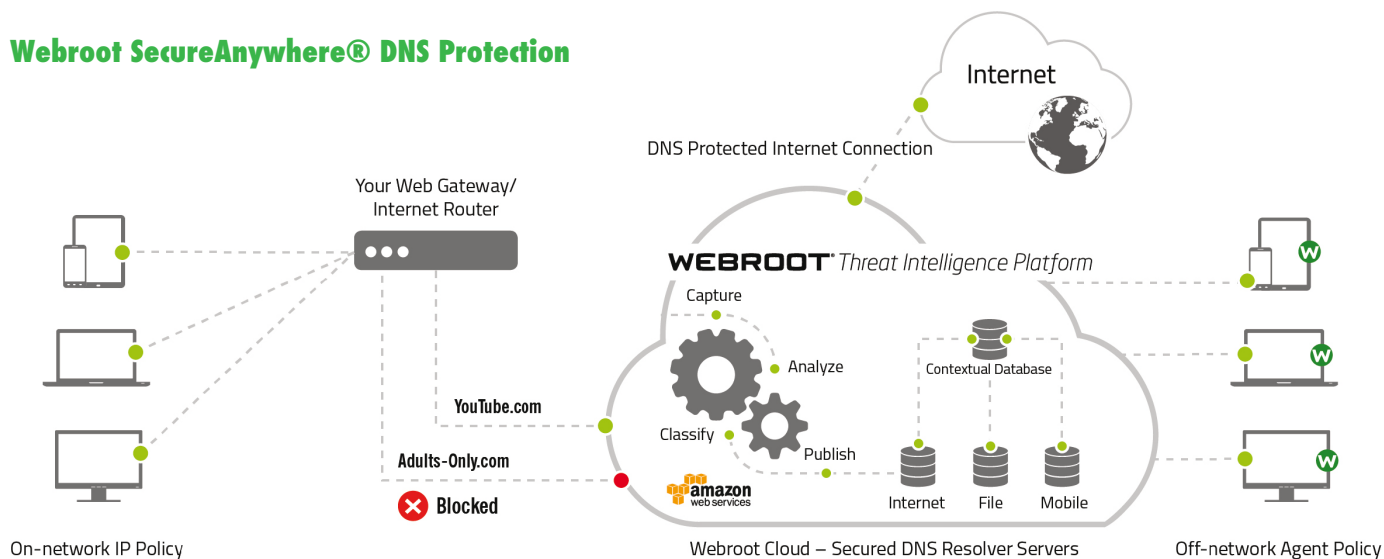 Webroot SecureAnywhere® DNS Protection
Internet
DNS Protected Internet Connection
Your Web Gateway/
Internet Router
WEBROOT® Threat Intelligence Platform
Capture
Analyze
Contextual Database
YouTube.com
Classify
Publish
Adults-Only.com
Blocked
amazon
web services
Internet
File
Mobile
W
W
W
On-network IP Policy
Webroot Cloud – Secured DNS Resolver Servers
Off-network Agent Policy